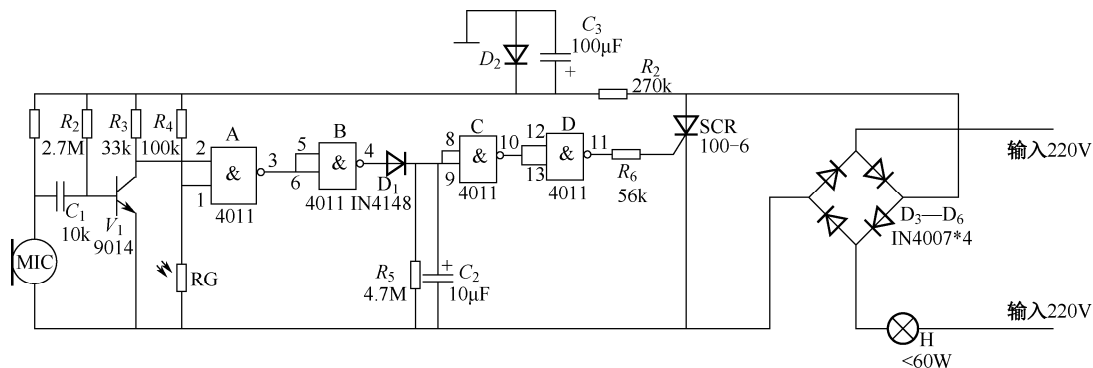 C3
100μF
+
D2
R2
270k
R2
2.7M
R3
33k
R4
100k
A
2
1
&
3
4011
B
5
6
&
4
4011
D1
IN4148
C
8
9
&
10
4011
D
12
13
&
11
4011
R6
56k
SCR
100-6
输入220V
D3—D6
IN4007*4
C1
10k
V1
9014
MIC
RG
R5
4.7M
+
C2
10μF
输入220V
H
<60W